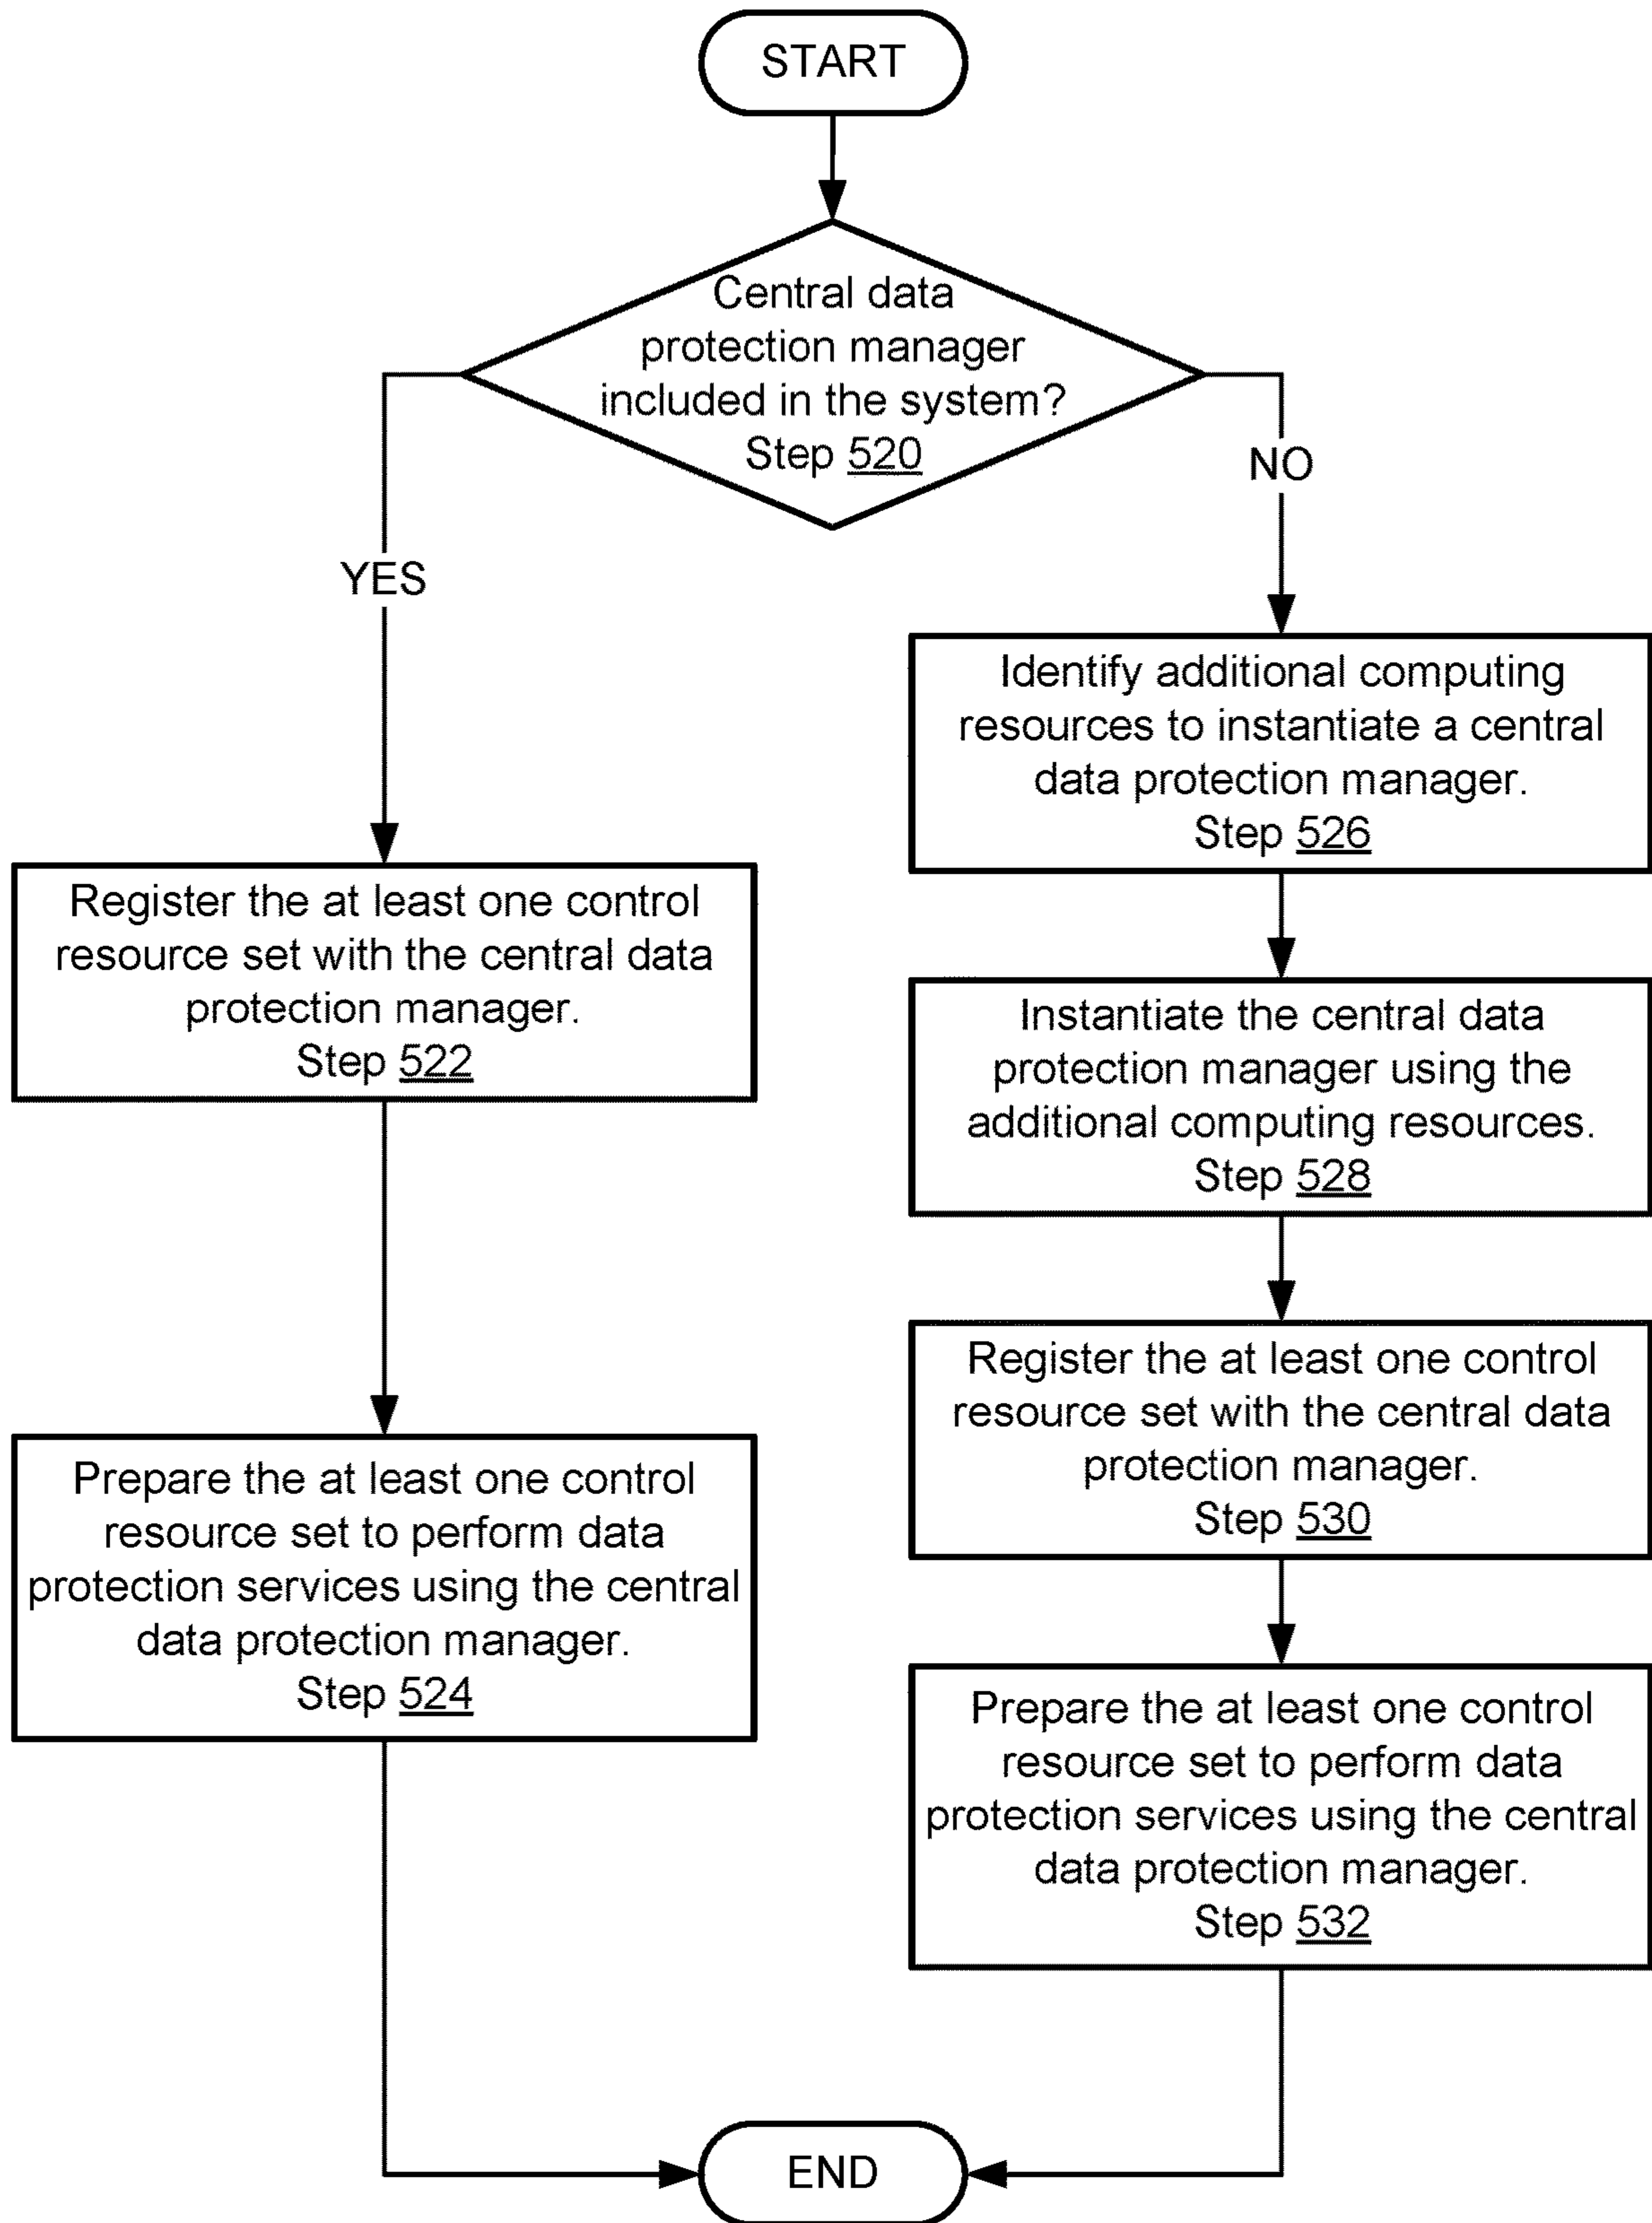 START
Central data
protection manager
included in the system?
Step 520
YES
NO
Register the at least one control
resource set with the central data
protection manager.
Step 522
Prepare the at least one control
resource set to perform data
protection services using the central
data protection manager.
Step 524
Identify additional computing
resources to instantiate a central
data protection manager.
Step 526
Instantiate the central data
protection manager using the
additional computing resources.
Step 528
Register the at least one control
resource set with the central data
protection manager.
Step 530
Prepare the at least one control
resource set to perform data
protection services using the central
data protection manager.
Step 532
END